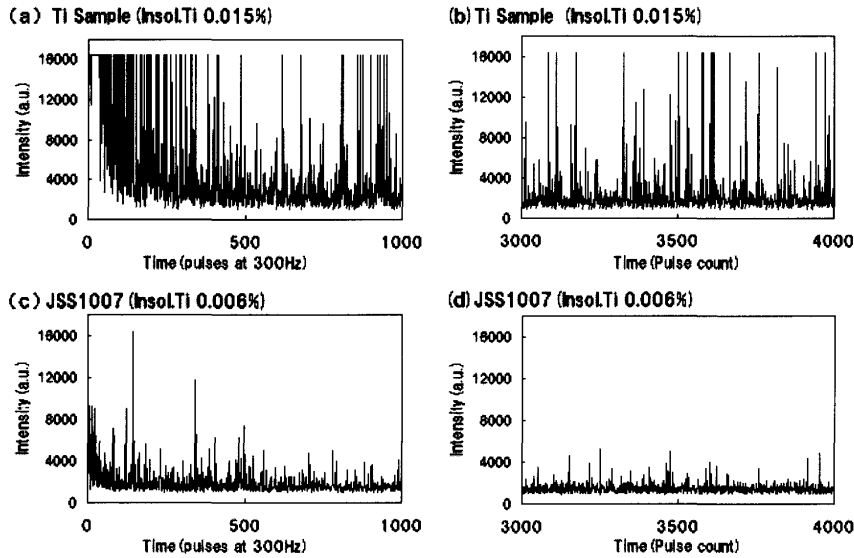 (a) Ti Sample (Insol.Ti 0.015%)
(b) Ti Sample (Insol.Ti 0.015%)
Intensity (a.u.)
16000
12000
8000
4000
0
0 500 1000
Time (pulses at 300Hz)
Intensity (a.u.)
16000
12000
8000
4000
0
3000 3500 4000
Time (Pulse count)
(c) JSS1007 (Insol.Ti 0.006%)
(d) JSS1007 (Insol.Ti 0.006%)
Intensity (a.u.)
16000
12000
8000
4000
0
0 500 1000
Time (pulses at 300Hz)
Intensity (a.u.)
16000
12000
8000
4000
0
3000 3500 4000
Time (Pulse count)